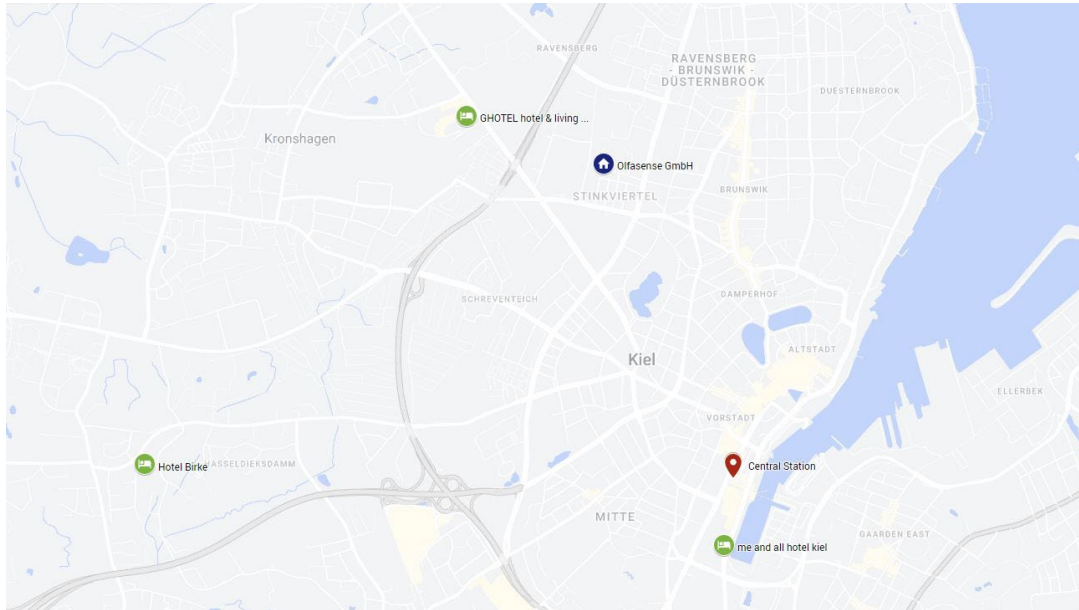 RAVENSBERG
RAVENSBERG
- BRUNSWIK -
DÜSTERNBROOK
DUESTERNBROOK
GHOTEL hotel & living ...
Kronshagen
Olfasense GmbH
STINKVIERTEL
BRUNSWIK
DAMPERHOF
SCHREVENTEICH
ALTSTADT
Kiel
ELLERBEK
VORSTADT
Hotel Birke
HASSELDIEKSDAMM
Central Station
MITTE
GAARDEN EAST
me and all hotel kiel